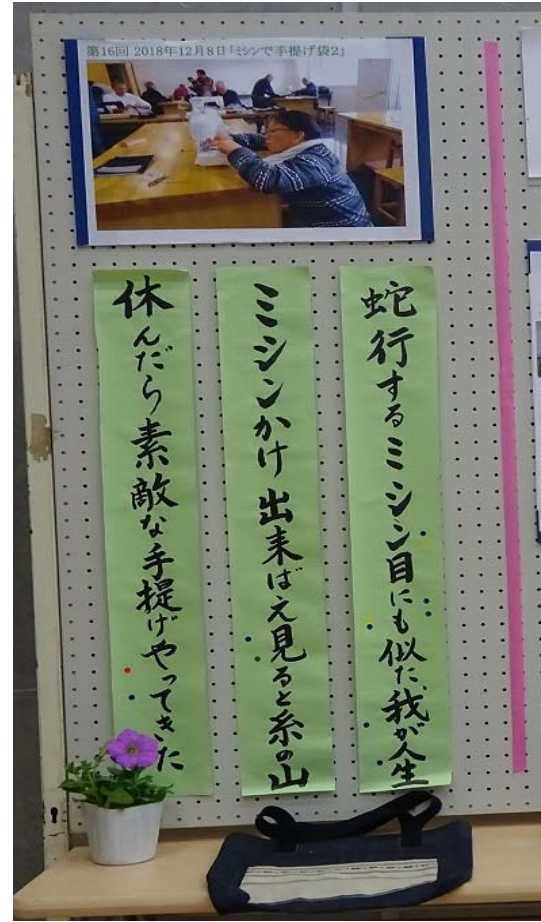 第16回 2018年12月8日「ミシンで手提げ袋2」
蛇行するミシン目にも似た我が人生
ミシンかけ出来ばえ見ると糸の山
休んだら素敵な手提げやってきた